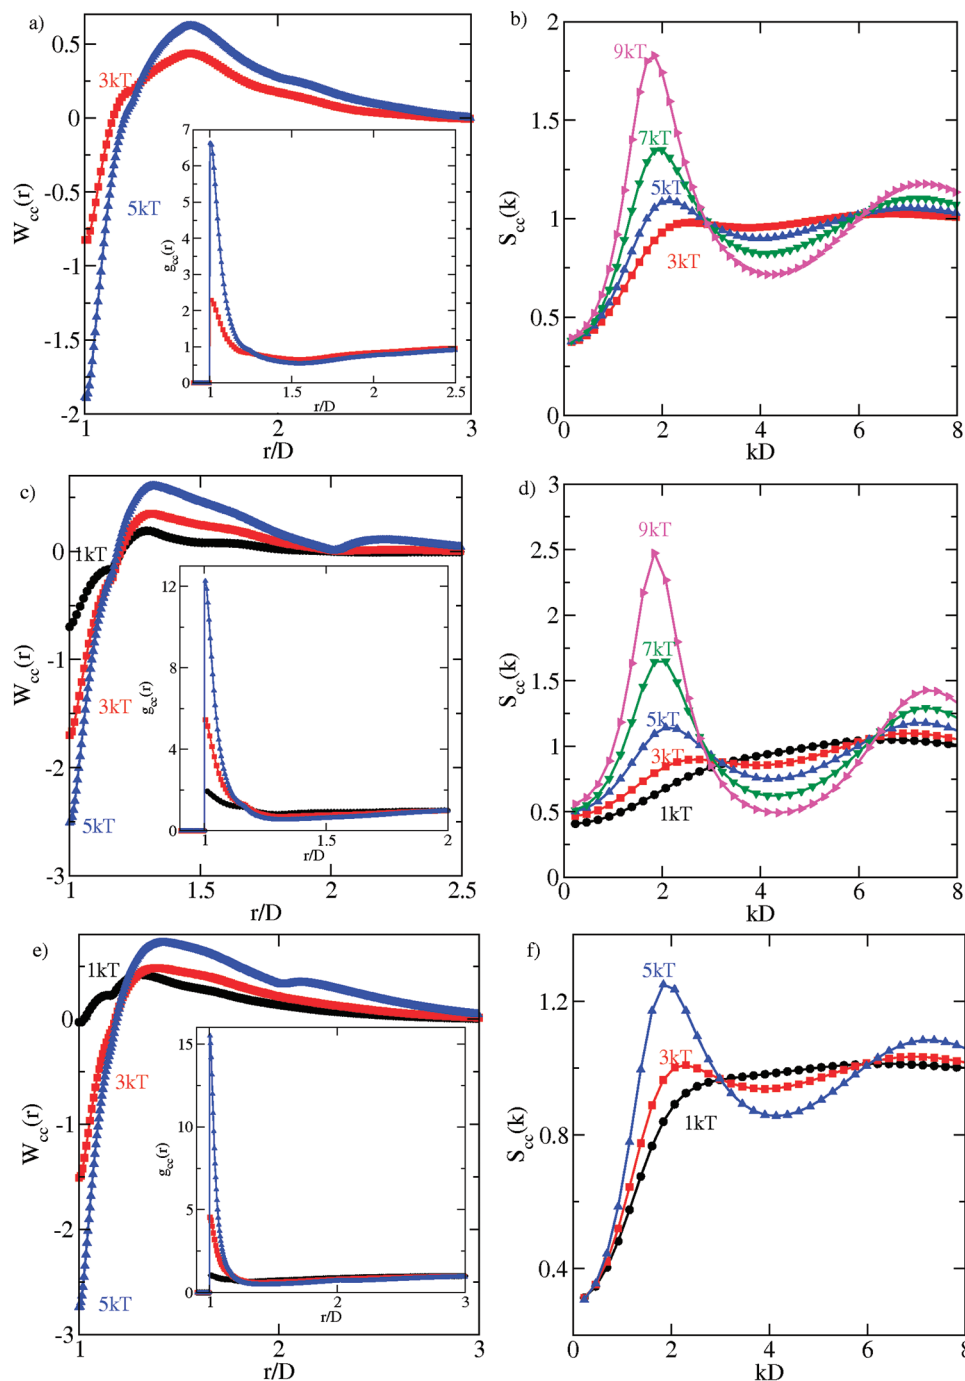 a)
W_cc(r)
0.5
0
-0.5
-1
-1.5
-2
1
2
3
r/D
3kT
5kT
g_cc(r)
7
6
5
4
3
2
1
0
1
1.5
2
2.5
r/D
b)
S_cc(k)
2
1.5
1
0.5
0
0
2
4
6
8
kD
9kT
7kT
5kT
3kT
c)
W_cc(r)
0
-1
-2
-3
1
1.5
2
2.5
r/D
1kT
3kT
5kT
g_cc(r)
12
8
4
0
1
1.5
2
r/D
d)
S_cc(k)
3
2.5
2
1.5
1
0.5
0
0
2
4
6
8
kD
9kT
7kT
5kT
3kT
1kT
e)
W_cc(r)
0
-1
-2
-3
1
2
3
r/D
1kT
3kT
5kT
g_cc(r)
15
10
5
0
1
2
3
r/D
f)
S_cc(k)
1.2
0.8
0.4
0
2
4
6
8
kD
5kT
3kT
1kT